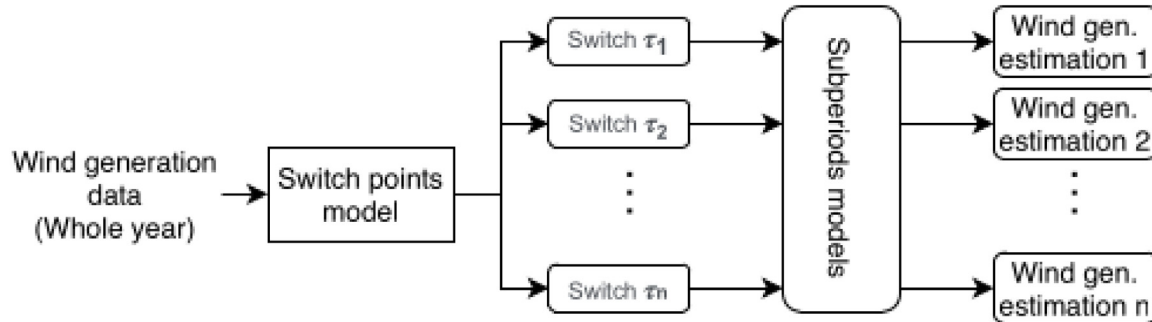 Wind generation
data
(Whole year)
Switch points
model
Switch τ1
Switch τ2
Switch τn
Subperiods models
Wind gen.
estimation 1
Wind gen.
estimation 2
Wind gen.
estimation n